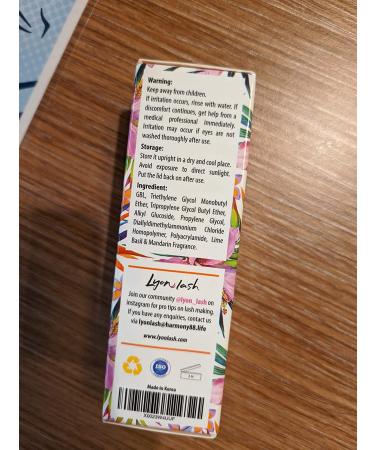 Warning:
Keep away from children.
If irritation occurs, rinse with water. If
discomfort continues, get help from a
medical professional immediately.
Irritation may occur if eyes are not
washed thoroughly after use.
Storage:
Store it upright in a dry and cool place.
Avoid exposure to direct sunlight.
Put the lid back on after use.
Ingredient:
GBL, Triethylene Glycol Monobutyl
Ether, Tripropylene Glycol Butyl Ether,
Alkyl Glucoside, Propylene Glycol,
Diallyldimethylammonium Chloride
Homopolymer, Polyacrylamide, Lime
Basil & Mandarin Fragrance.
Lyon lash
Join our community @lyon_lash on
instagram for pro tips on lash making.
If you have any enquiries, contact us
via lyonlash@harmony88.life
www.lyonlash.com
ISO
Made in Korea